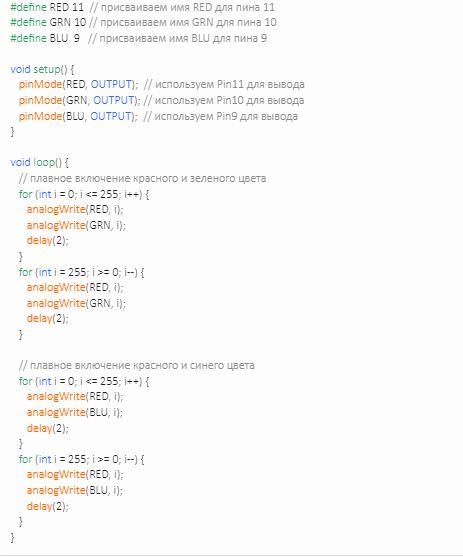 #define RED 11 // присваиваем имя RED для пина 11
#define GRN 10 // присваиваем имя GRN для пина 10
#define BLU 9 // присваиваем имя BLU для пина 9

void setup() {
  pinMode(RED, OUTPUT); // используем Pin11 для вывода
  pinMode(GRN, OUTPUT); // используем Pin10 для вывода
  pinMode(BLU, OUTPUT); // используем Pin9 для вывода
}

void loop() {
  // плавное включение красного и зеленого цвета
  for (int i = 0; i <= 255; i++) {
    analogWrite(RED, i);
    analogWrite(GRN, i);
    delay(2);
  }
  for (int i = 255; i >= 0; i--) {
    analogWrite(RED, i);
    analogWrite(GRN, i);
    delay(2);
  }

  // плавное включение красного и синего цвета
  for (int i = 0; i <= 255; i++) {
    analogWrite(RED, i);
    analogWrite(BLU, i);
    delay(2);
  }
  for (int i = 255; i >= 0; i--) {
    analogWrite(RED, i);
    analogWrite(BLU, i);
    delay(2);
  }
}